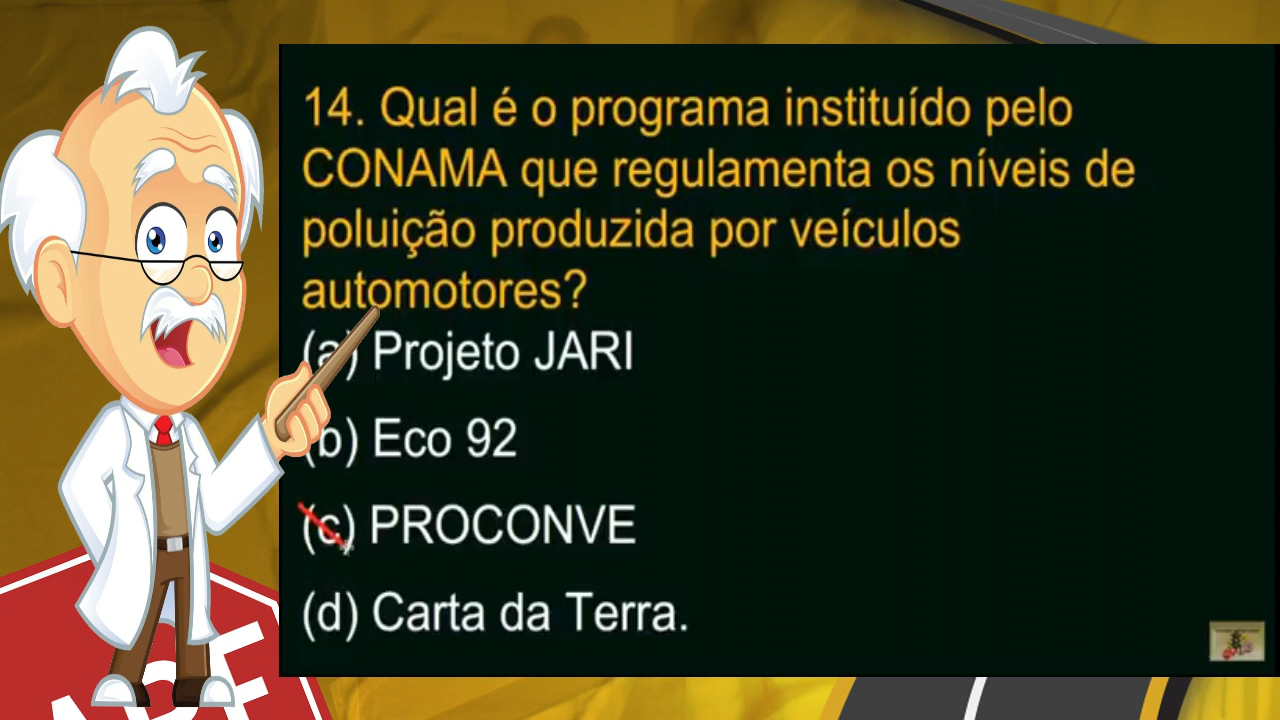 14. Qual é o programa instituído pelo
CONAMA que regulamenta os níveis de
poluição produzida por veículos
automotores?
(a) Projeto JARI
(b) Eco 92
(c) PROCONVE
(d) Carta da Terra.